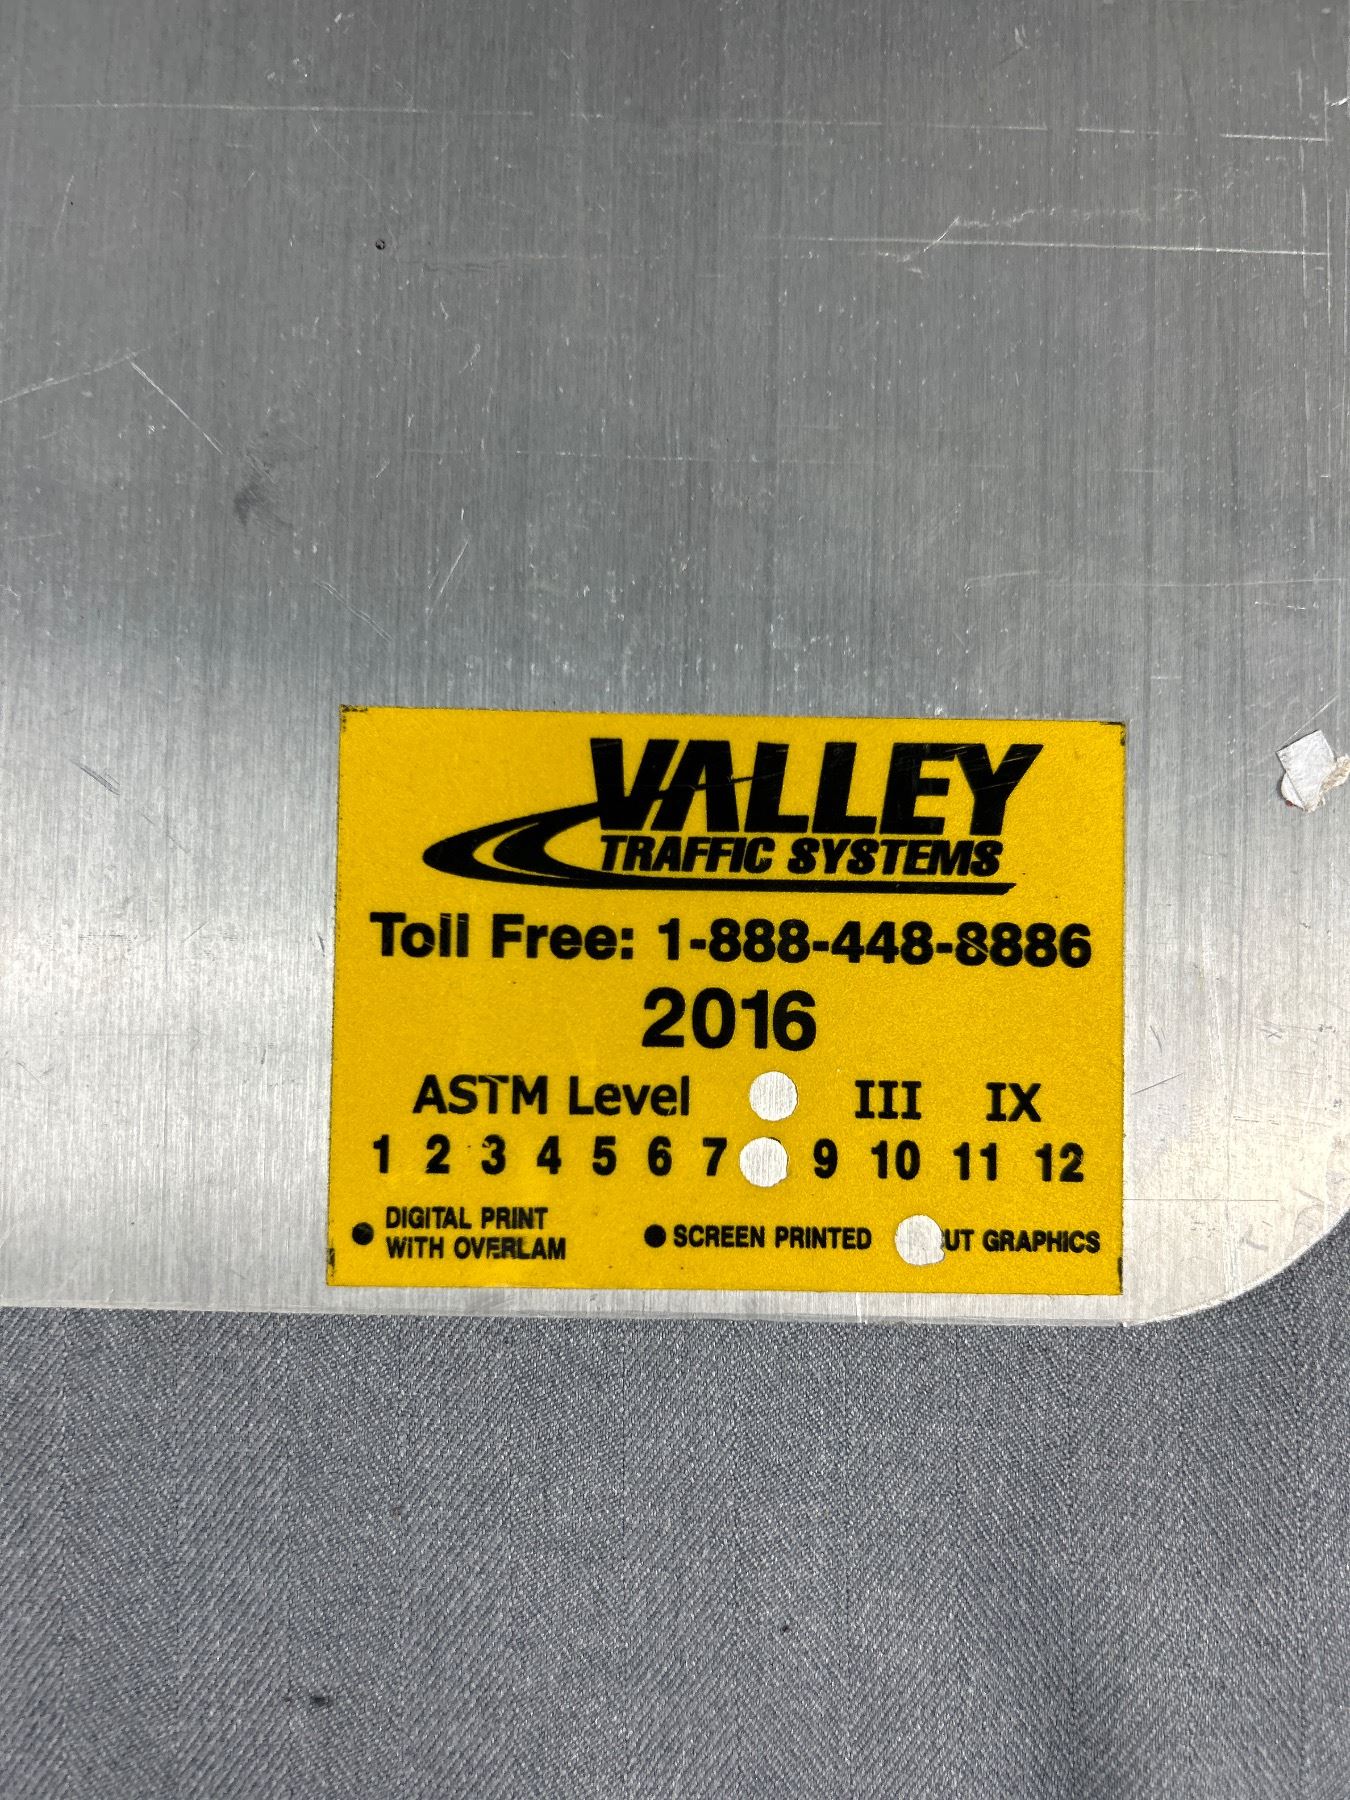 VALLEY
TRAFFIC SYSTEMS
Toll Free: 1-888-448-8886
2016
ASTM Level III IX
1 2 3 4 5 6 7 9 10 11 12
DIGITAL PRINT
WITH OVERLAM
● SCREEN PRINTED UT GRAPHICS